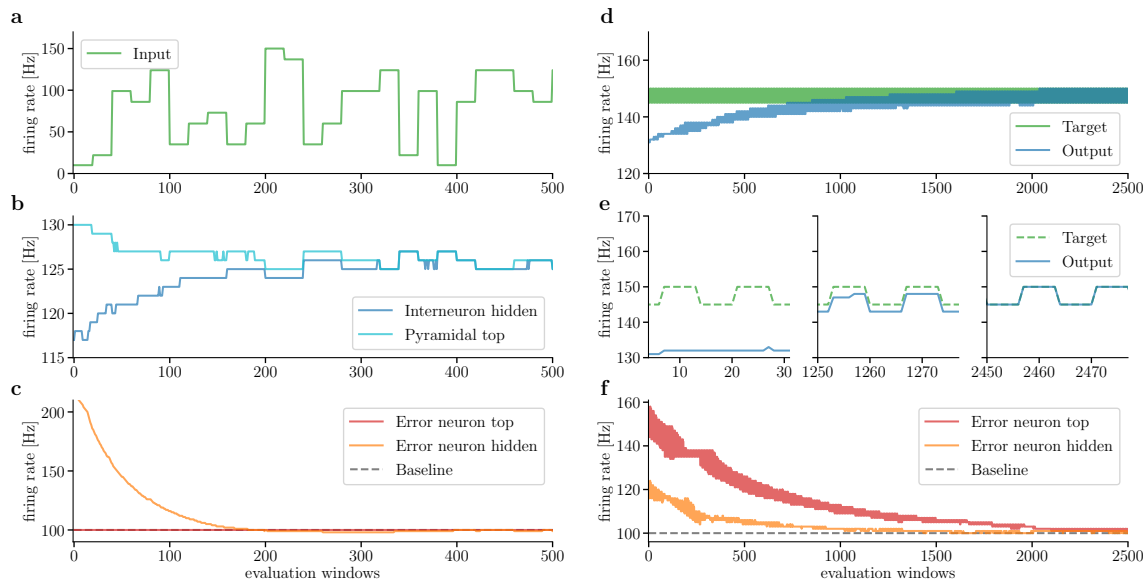 a
firing rate [Hz]
150
100
50
0
Input
0 100 200 300 400 500
b
firing rate [Hz]
130
125
120
115
Interneuron hidden
Pyramidal top
0 100 200 300 400 500
c
firing rate [Hz]
200
150
100
Error neuron top
Error neuron hidden
Baseline
0 100 200 300 400 500
evaluation windows
d
firing rate [Hz]
160
140
120
Target
Output
0 500 1000 1500 2000 2500
e
firing rate [Hz]
170
160
150
140
130
Target
Output
10 20 30 1250 1260 1270 2450 2460 2470
f
firing rate [Hz]
160
140
120
100
Error neuron top
Error neuron hidden
Baseline
0 500 1000 1500 2000 2500
evaluation windows